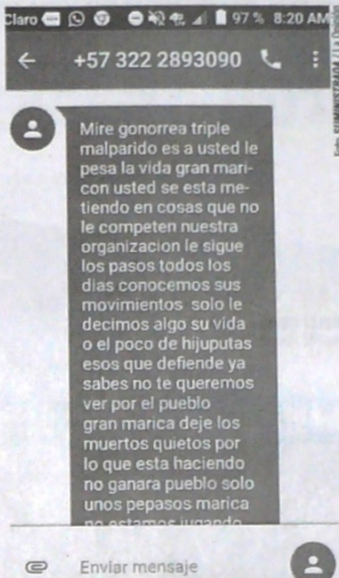 Claro 97 % 8:20 AM
+57 322 2893090
Mire gonorrea triple
malparido es a usted le
pesa la vida gran mari-
con usted se esta me-
tiendo en cosas que no
le competen nuestra
organizacion le sigue
los pasos todos los
dias conocemos sus
movimientos solo le
decimos algo su vida
o el poco de hijuputas
esos que defiende ya
sabes no te queremos
ver por el pueblo
gran marica deje los
muertos quietos por
lo que esta haciendo
no ganara pueblo solo
unos pepasos marica
no estamos jugando
Enviar mensaje